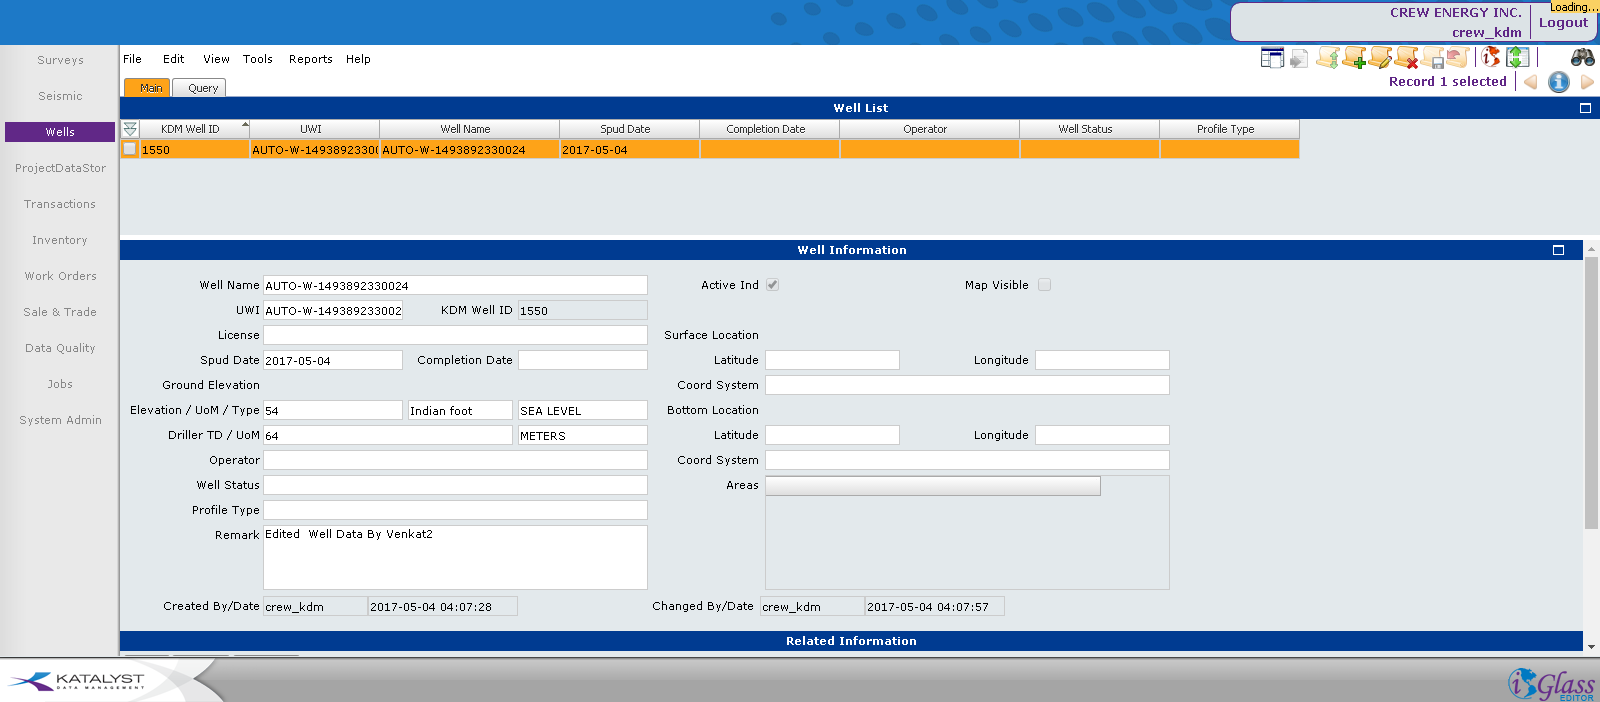 Loading...
CREW ENERGY INC.
crew_kdm
Logout
File Edit View Tools Reports Help
Record 1 selected
Surveys
Seismic
Wells
ProjectDataStor
Transactions
Inventory
Work Orders
Sale & Trade
Data Quality
Jobs
System Admin
Main Query
Well List
KDM Well ID UWI Well Name Spud Date Completion Date Operator Well Status Profile Type
1550 AUTO-W-1493892330 AUTO-W-1493892330024 2017-05-04
Well Information
Well Name AUTO-W-1493892330024 Active Ind Map Visible
UWI AUTO-W-149389233002 KDM Well ID 1550
License Surface Location
Spud Date 2017-05-04 Completion Date Latitude Longitude
Ground Elevation Coord System
Elevation / UoM / Type 54 Indian foot SEA LEVEL Bottom Location
Driller TD / UoM 64 METERS Latitude Longitude
Operator Coord System
Well Status Areas
Profile Type
Remark Edited  Well Data By Venkat2
Created By/Date crew_kdm 2017-05-04 04:07:28 Changed By/Date crew_kdm 2017-05-04 04:07:57
Related Information
KATALYST
DATA MANAGEMENT
iGlass
EDITOR